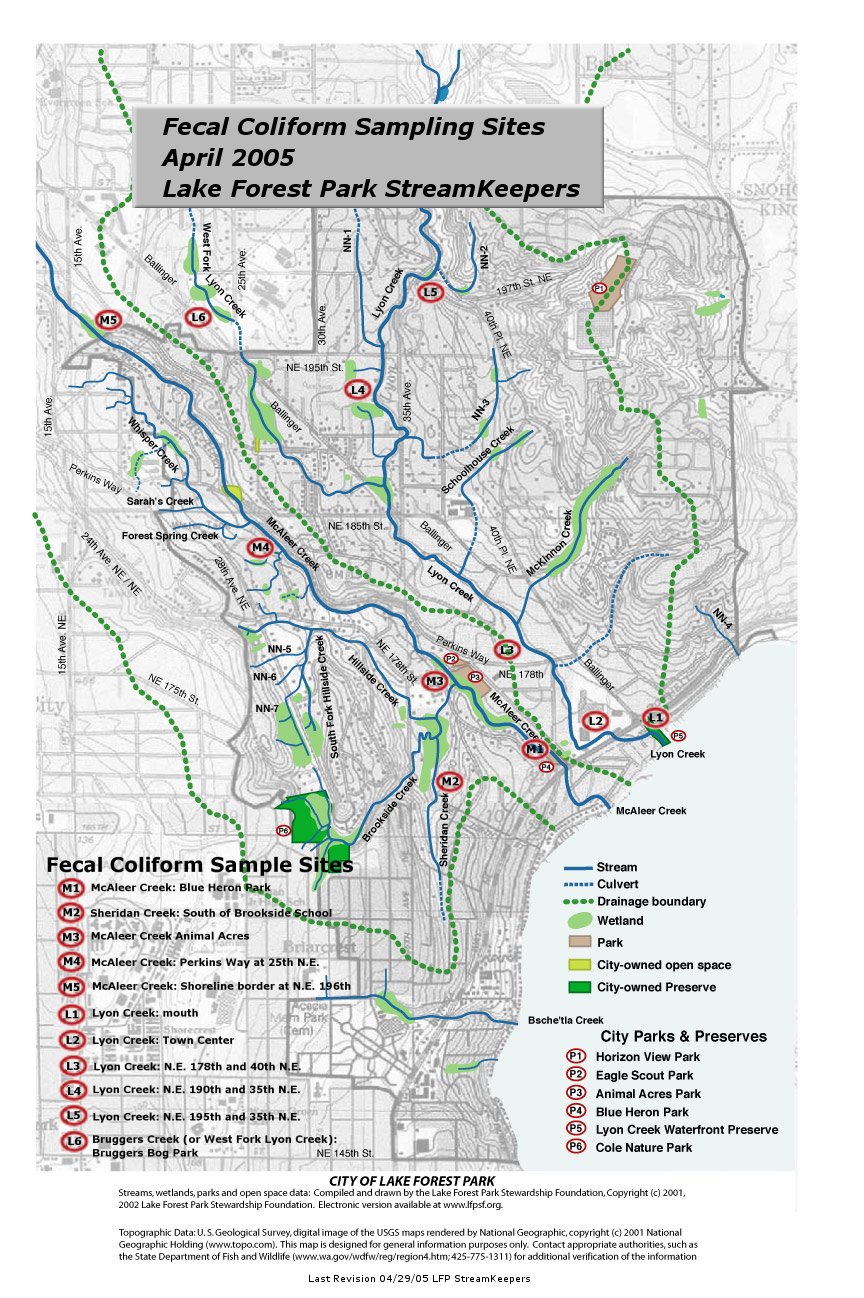 Fecal Coliform Sampling Sites
April 2005
Lake Forest Park StreamKeepers
SNOHO
KING
15th Ave.
Ballinger
West Fork
Lyon Creek
25th Ave.
NN-1
30th Ave.
Lyon Creek
NN-2
197th St. NE
P1
L5
L6
M5
40th Pl. NE
NE 195th St.
L4
35th Ave.
NN-3
15th Ave.
Ballinger
Whisper Creek
Schoolhouse Creek
Perkins Way
Sarah's Creek
Forest Spring Creek
McAleer Creek
M4
NE 185th St.
Ballinger
40th Pl. NE
McKinnon Creek
24th Ave. NE / NE
28th Ave. NE
Lyon Creek
15th Ave. NE.
NN-4
NN-5
NN-6
NN-7
NE 175th St.
South Fork Hillside Creek
Hillside Creek
NE 178th St.
Perkins Way
P2
P3
L3
NE 178th
M3
McAleer Creek
Ballinger
L2
L1
P5
Lyon Creek
M1
P4
M2
Brookside Creek
Sheridan Creek
McAleer Creek
P6
Briarcrest
Acacia
Mem Park
(Cem)
Shorecrest
Bsche'tla Creek
NE 145th St.
Fecal Coliform Sample Sites
M1 McAleer Creek: Blue Heron Park
M2 Sheridan Creek: South of Brookside School
M3 McAleer Creek Animal Acres
M4 McAleer Creek: Perkins Way at 25th N.E.
M5 McAleer Creek: Shoreline border at N.E. 196th
L1 Lyon Creek: mouth
L2 Lyon Creek: Town Center
L3 Lyon Creek: N.E. 178th and 40th N.E.
L4 Lyon Creek: N.E. 190th and 35th N.E.
L5 Lyon Creek: N.E. 195th and 35th N.E.
L6 Bruggers Creek (or West Fork Lyon Creek):
Bruggers Bog Park
Stream
Culvert
Drainage boundary
Wetland
Park
City-owned open space
City-owned Preserve
City Parks & Preserves
P1 Horizon View Park
P2 Eagle Scout Park
P3 Animal Acres Park
P4 Blue Heron Park
P5 Lyon Creek Waterfront Preserve
P6 Cole Nature Park
CITY OF LAKE FOREST PARK
Streams, wetlands, parks and open space data: Compiled and drawn by the Lake Forest Park Stewardship Foundation, Copyright (c) 2001,
2002 Lake Forest Park Stewardship Foundation. Electronic version available at www.lfpsf.org.
Topographic Data: U. S. Geological Survey, digital image of the USGS maps rendered by National Geographic, copyright (c) 2001 National
Geographic Holding (www.topo.com). This map is designed for general information purposes only. Contact appropriate authorities, such as
the State Department of Fish and Wildlife (www.wa.gov/wdfw/reg/region4.htm; 425-775-1311) for additional verification of the information
Last Revision 04/29/05 LFP StreamKeepers